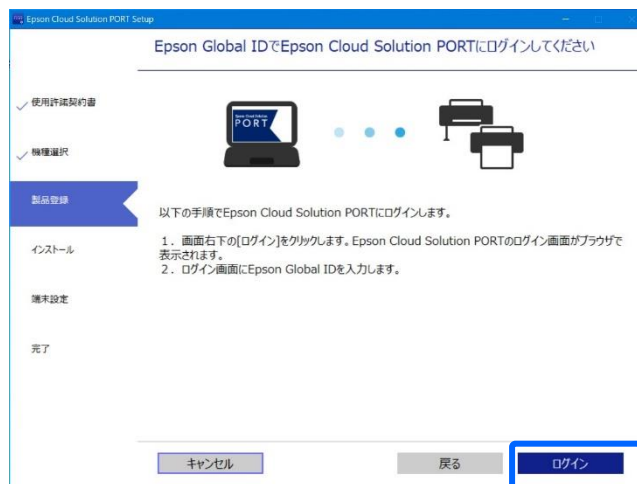 Epson Cloud Solution PORT Setup
Epson Global IDでEpson Cloud Solution PORTにログインしてください
使用許諾契約書
機種選択
製品登録
インストール
端末設定
完了
Epson Cloud Solution
PORT
以下の手順でEpson Cloud Solution PORTにログインします。
1. 画面右下の[ログイン]をクリックします。Epson Cloud Solution PORTのログイン画面がブラウザで
表示されます。
2. ログイン画面にEpson Global IDを入力します。
キャンセル
戻る
ログイン